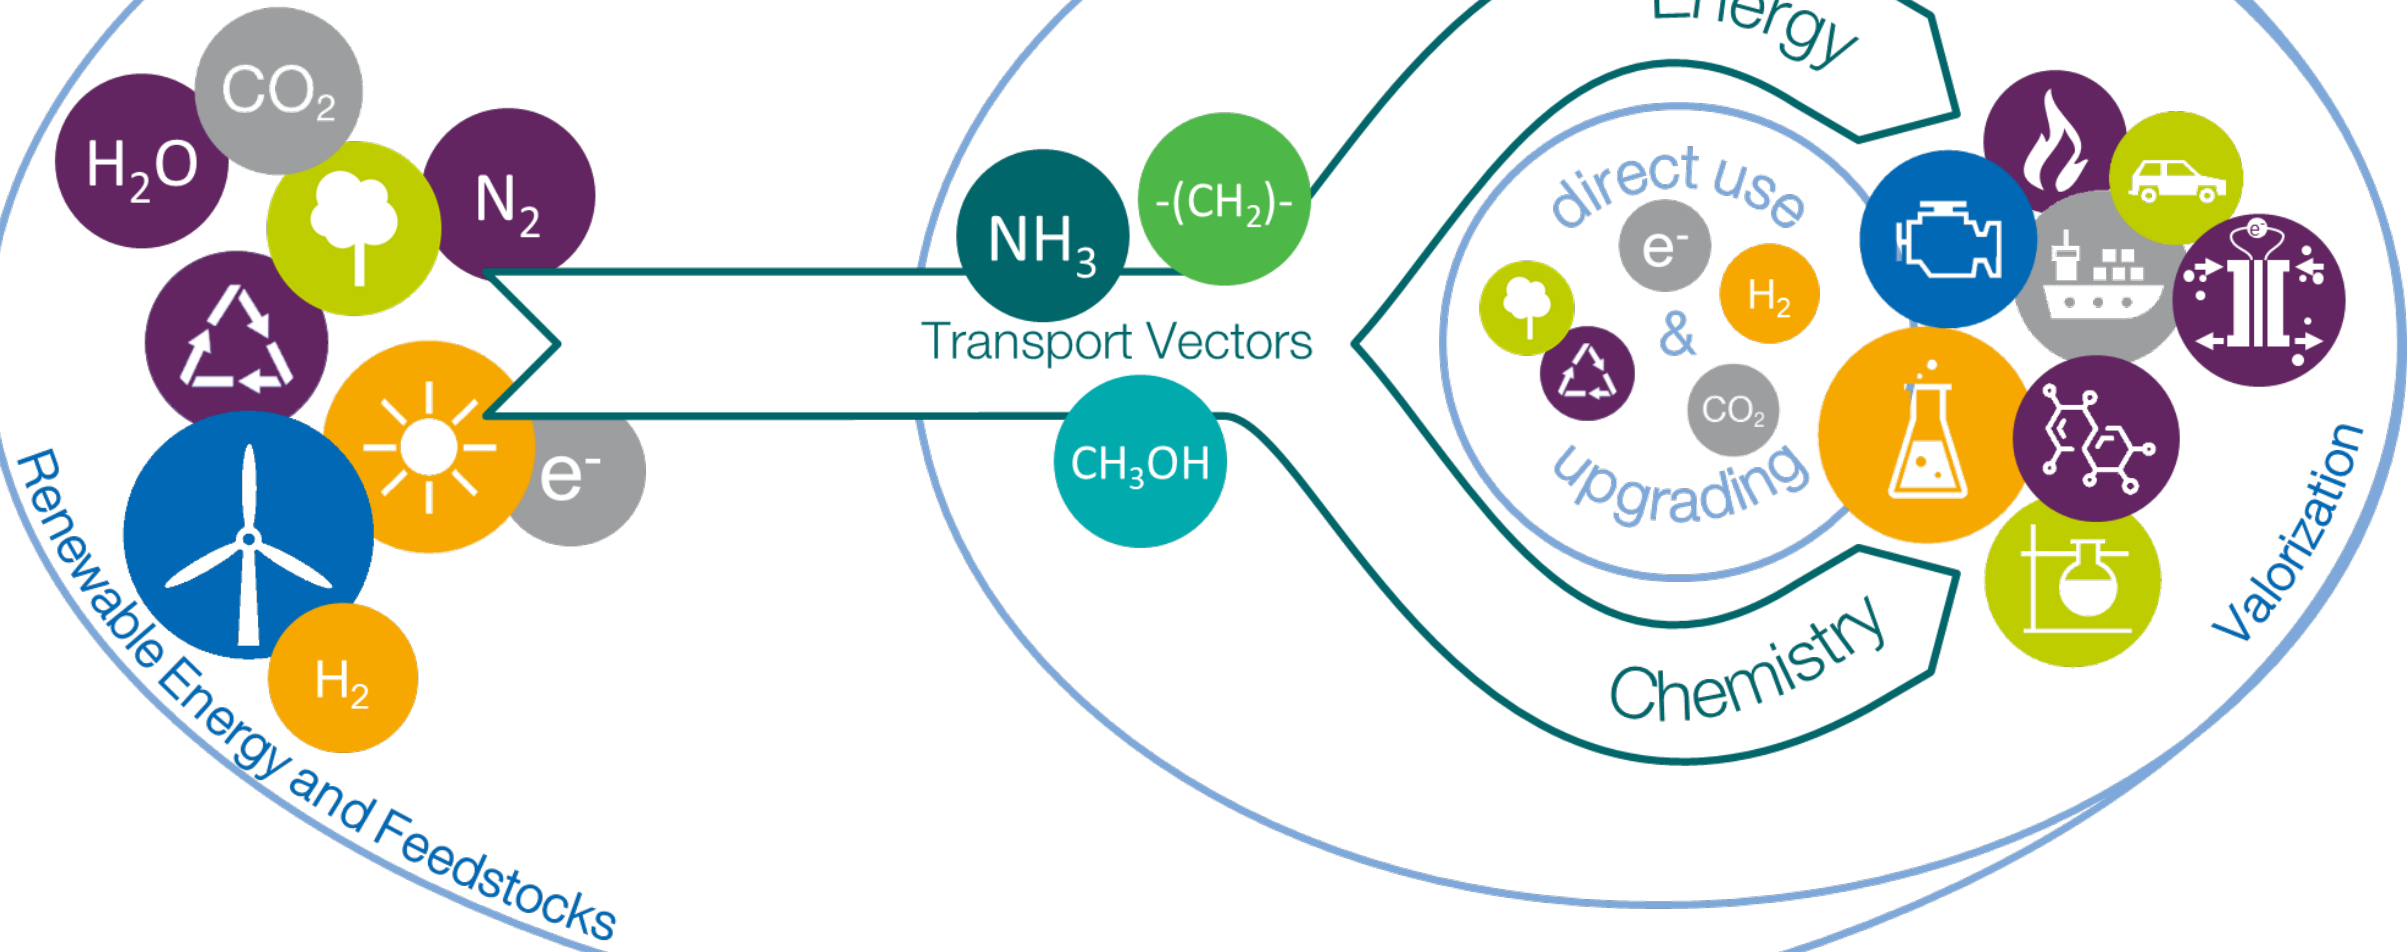 CO₂
H₂O
N₂
e⁻
H₂
Renewable Energy and Feedstocks
NH₃
-(CH₂)-
Transport Vectors
CH₃OH
Energy
direct use
e⁻
H₂
&
CO₂
upgrading
Chemistry
e⁻
Valorization